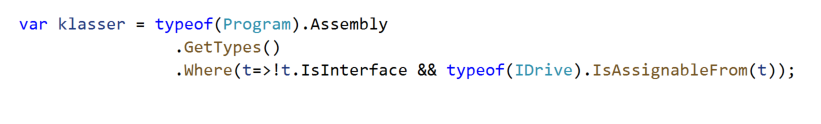 var klasser = typeof(Program).Assembly
.GetTypes()
.Where(t=>!t.IsInterface && typeof(IDrive).IsAssignableFrom(t));